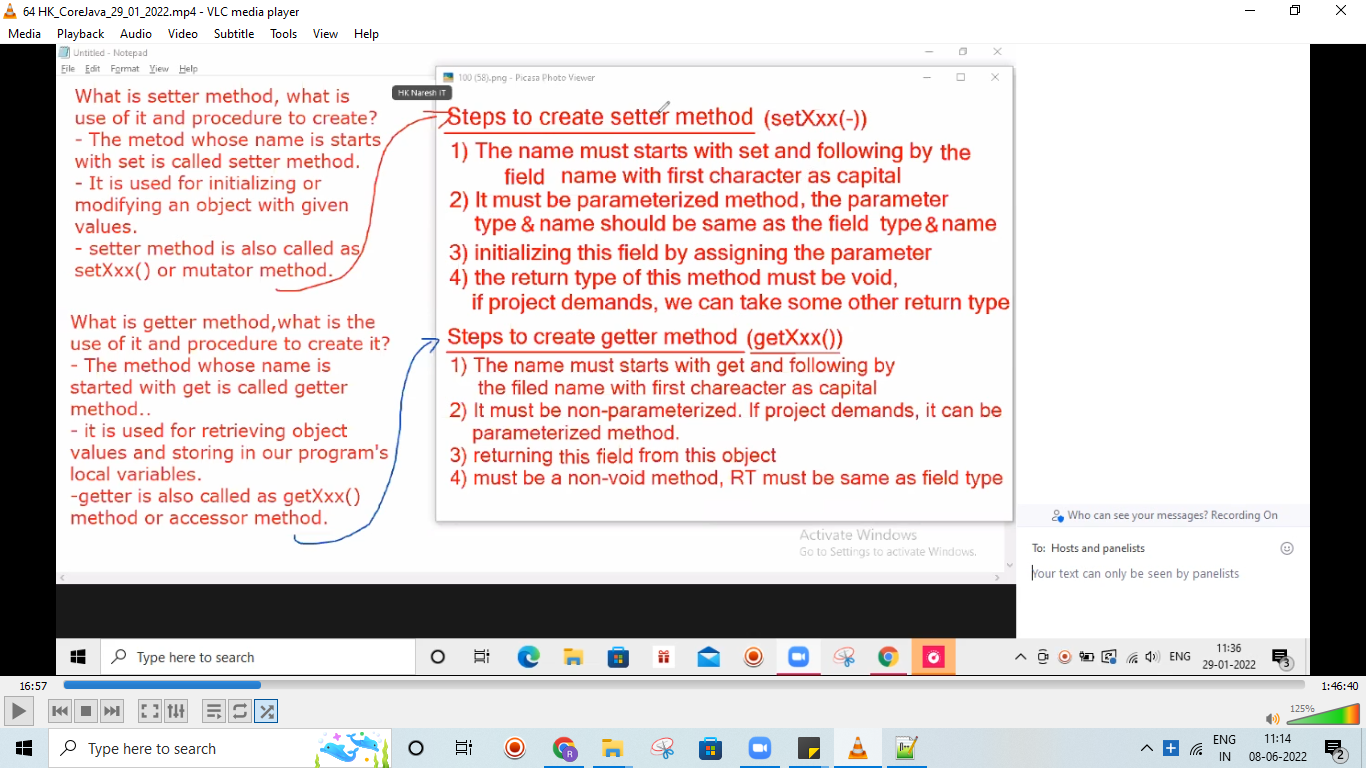 64 HK_CoreJava_29_01_2022.mp4 - VLC media player
Media Playback Audio Video Subtitle Tools View Help
Untitled - Notepad
File Edit Format View Help
What is setter method, what is
use of it and procedure to create?
- The metod whose name is starts
with set is called setter method.
- It is used for initializing or
modifying an object with given
values.
- setter method is also called as
setXxx() or mutator method.
What is getter method,what is the
use of it and procedure to create it?
- The method whose name is
started with get is called getter
method..
- it is used for retrieving object
values and storing in our program's
local variables.
-getter is also called as getXxx()
method or accessor method.
HK Naresh IT
100 (58).png - Picasa Photo Viewer
Steps to create setter method (setXxx(-))
1) The name must starts with set and following by the
field name with first character as capital
2) It must be parameterized method, the parameter
type & name should be same as the field type & name
3) initializing this field by assigning the parameter
4) the return type of this method must be void,
if project demands, we can take some other return type
Steps to create getter method (getXxx())
1) The name must starts with get and following by
the filed name with first chareacter as capital
2) It must be non-parameterized. If project demands, it can be
parameterized method.
3) returning this field from this object
4) must be a non-void method, RT must be same as field type
Activate Windows
Go to Settings to activate Windows.
Who can see your messages? Recording On
To: Hosts and panelists
Your text can only be seen by panelists
Type here to search
ENG
11:36
29-01-2022
3
16:57
1:46:40
125%
Type here to search
R
ENG
IN
11:14
08-06-2022
2